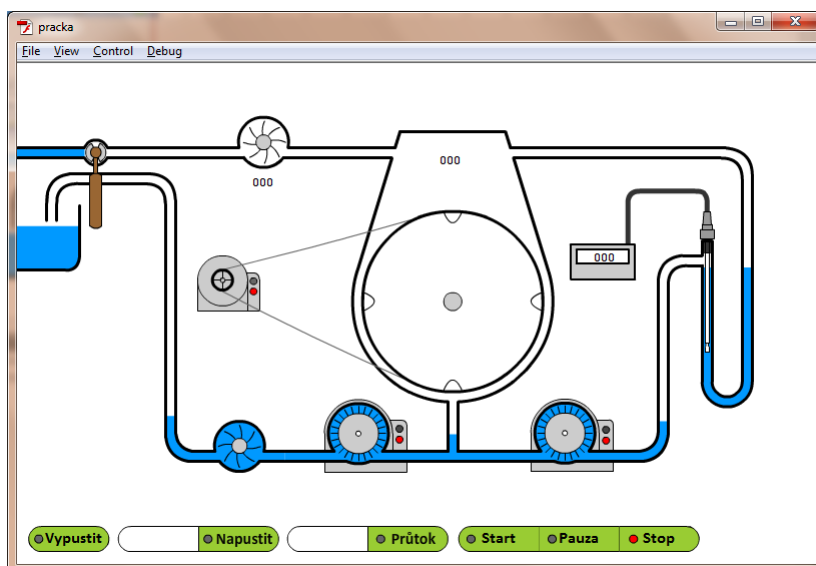 pracka
File View Control Debug
000
000
000
Vypustit Napustit Průtok Start Pauza Stop